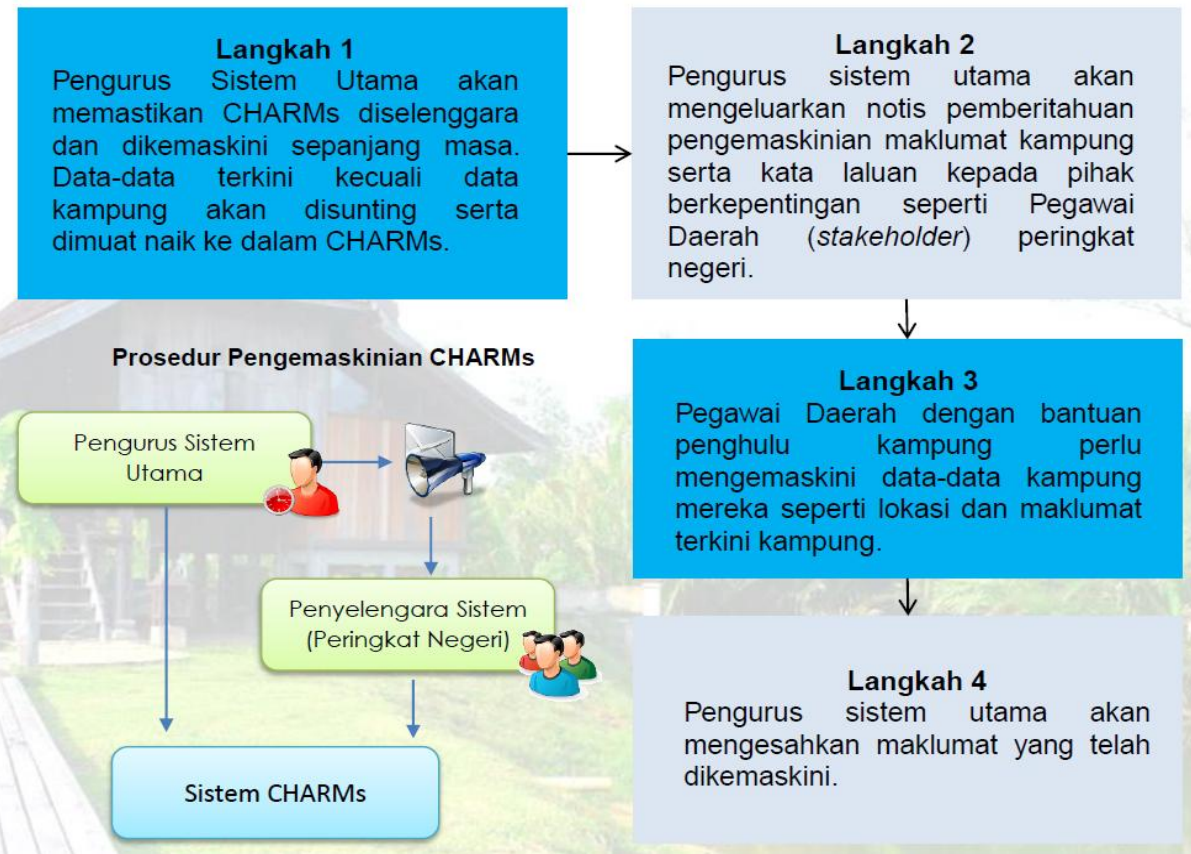 Langkah 1
Pengurus Sistem Utama akan
memastikan CHARMs diselenggara
dan dikemaskini sepanjang masa.
Data-data terkini kecuali data
kampung akan disunting serta
dimuat naik ke dalam CHARMs.
Langkah 2
Pengurus sistem utama akan
mengeluarkan notis pemberitahuan
pengemaskinian maklumat kampung
serta kata laluan kepada pihak
berkepentingan seperti Pegawai
Daerah (stakeholder) peringkat
negeri.
Langkah 3
Pegawai Daerah dengan bantuan
penghulu kampung perlu
mengemaskini data-data kampung
mereka seperti lokasi dan maklumat
terkini kampung.
Langkah 4
Pengurus sistem utama akan
mengesahkan maklumat yang telah
dikemaskini.
Prosedur Pengemaskinian CHARMs
Pengurus Sistem
Utama
Penyelengara Sistem
(Peringkat Negeri)
Sistem CHARMs